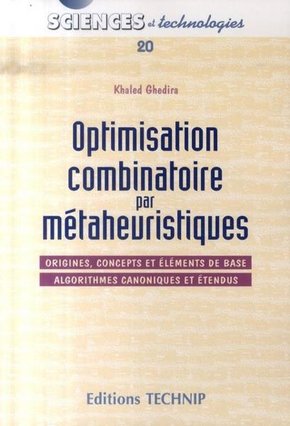 SCIENCES et technologies
20
Khaled Ghedira
Optimisation
combinatoire
par
métaheuristiques
ORIGINES, CONCEPTS ET ÉLÉMENTS DE BASE
ALGORITHMES CANONIQUES ET ÉTENDUS
Editions TECHNIP